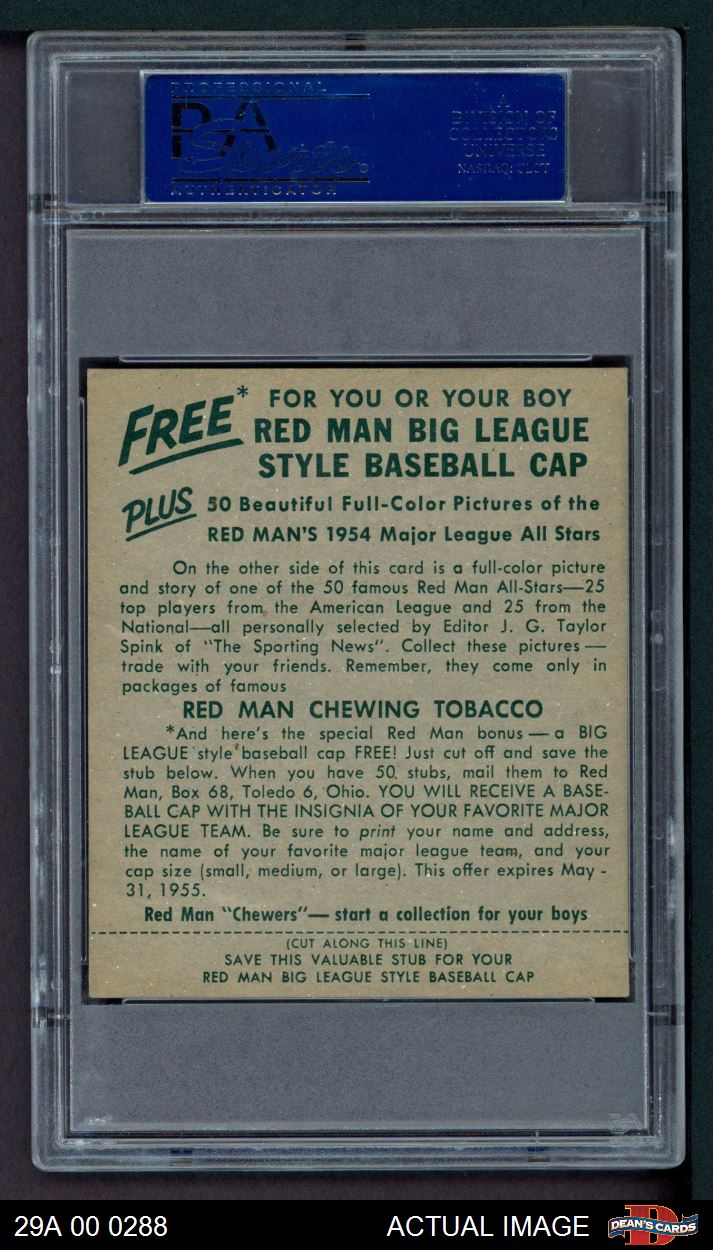 PROFESSIONAL
PSA
Sports
AUTHENTICATOR
A
DIVISION OF
COLLECTORS
UNIVERSE
NASDAQ: CLCT
FREE* FOR YOU OR YOUR BOY
RED MAN BIG LEAGUE
STYLE BASEBALL CAP
PLUS 50 Beautiful Full-Color Pictures of the
RED MAN'S 1954 Major League All Stars
On the other side of this card is a full-color picture
and story of one of the 50 famous Red Man All-Stars—25
top players from the American League and 25 from the
National—all personally selected by Editor J. G. Taylor
Spink of "The Sporting News". Collect these pictures—
trade with your friends. Remember, they come only in
packages of famous
RED MAN CHEWING TOBACCO
*And here's the special Red Man bonus—a BIG
LEAGUE style baseball cap FREE! Just cut off and save the
stub below. When you have 50 stubs, mail them to Red
Man, Box 68, Toledo 6, Ohio. YOU WILL RECEIVE A BASE-
BALL CAP WITH THE INSIGNIA OF YOUR FAVORITE MAJOR
LEAGUE TEAM. Be sure to print your name and address,
the name of your favorite major league team, and your
cap size (small, medium, or large). This offer expires May -
31, 1955.
Red Man "Chewers"—start a collection for your boys
(CUT ALONG THIS LINE)
SAVE THIS VALUABLE STUB FOR YOUR
RED MAN BIG LEAGUE STYLE BASEBALL CAP
PSA
29A 00 0288 ACTUAL IMAGE DEAN'S CARDS